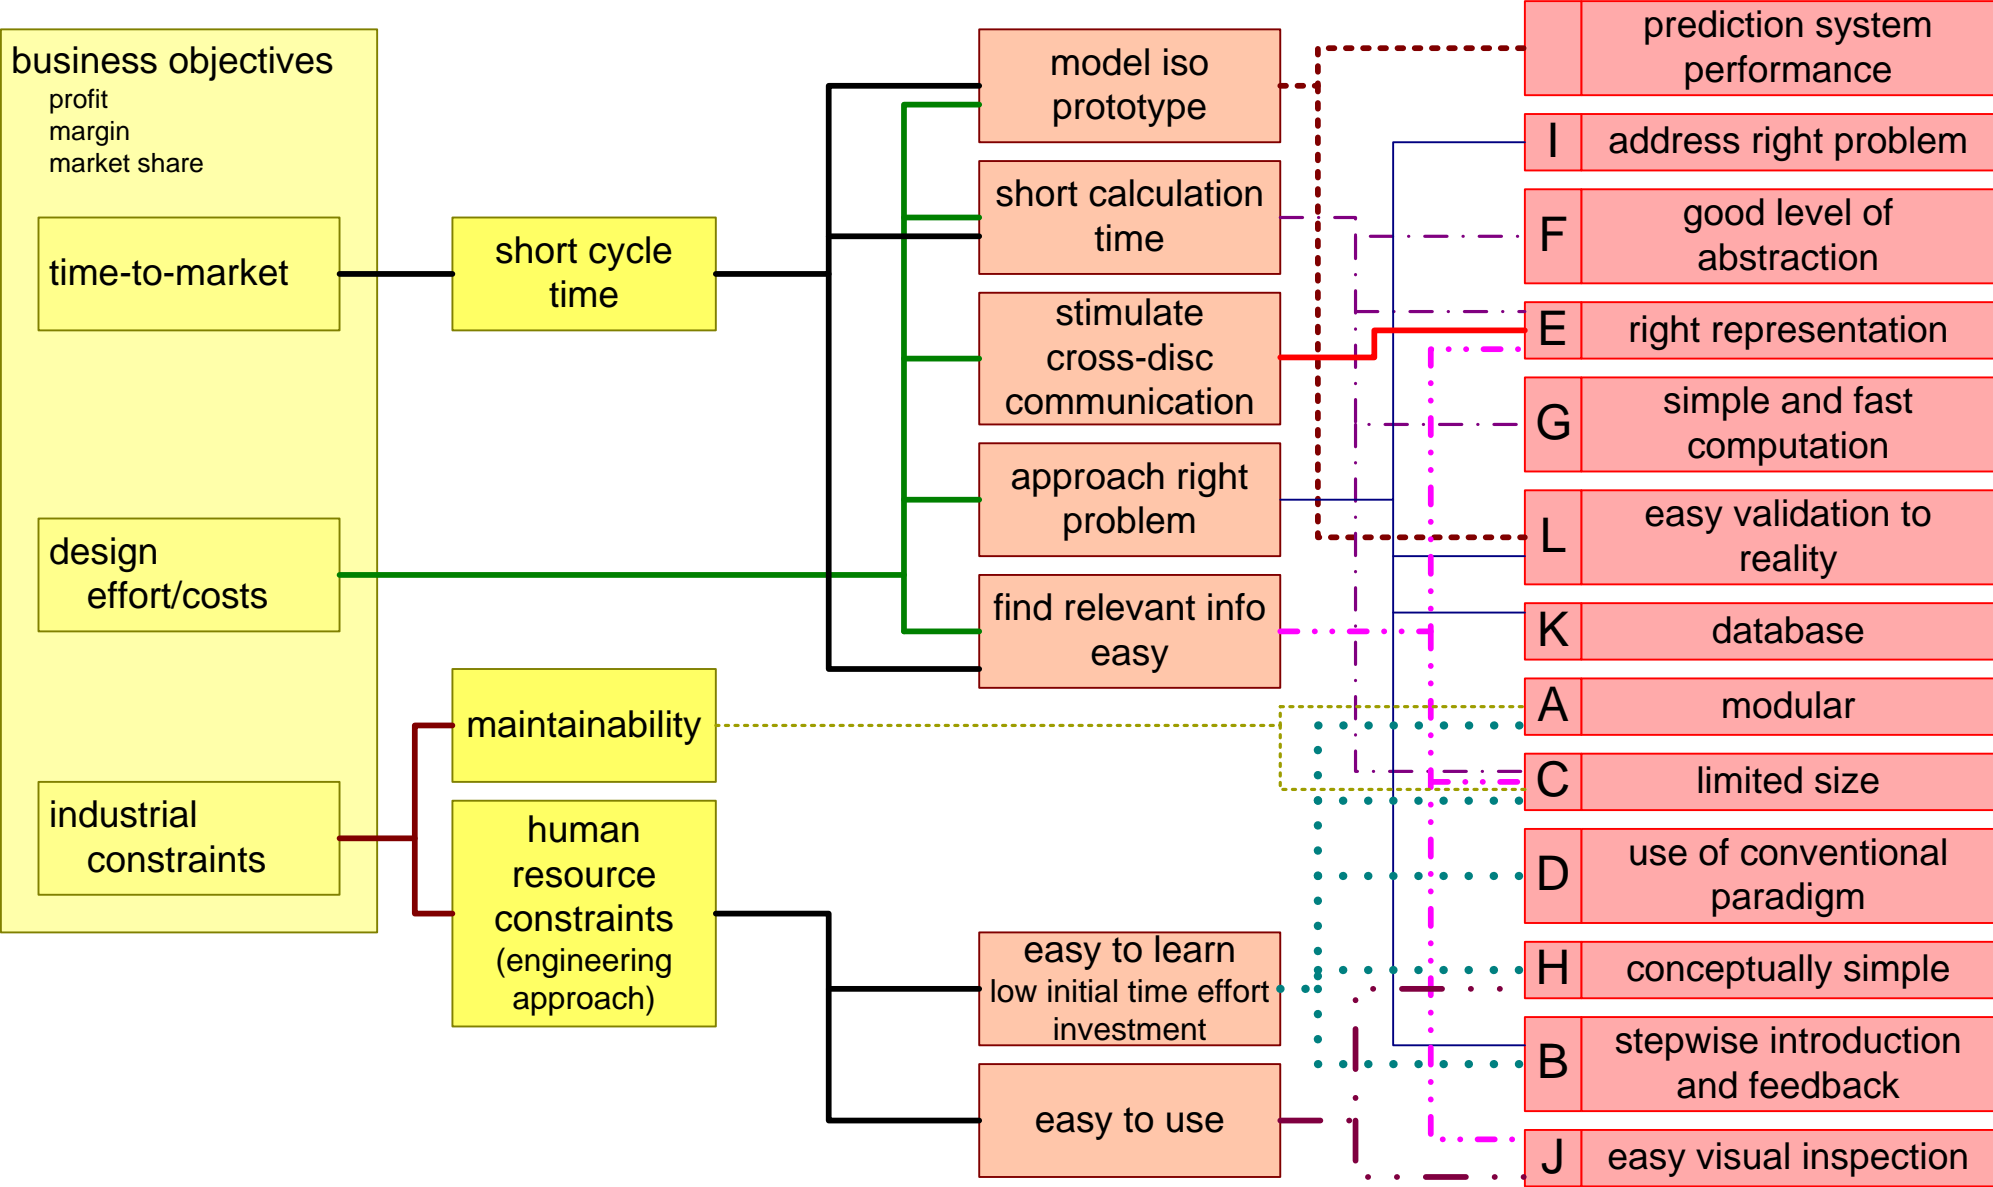 business objectives
profit
margin
market share
time-to-market
design
effort/costs
industrial
constraints
short cycle
time
maintainability
human
resource
constraints
(engineering
approach)
model iso
prototype
short calculation
time
stimulate
cross-disc
communication
approach right
problem
find relevant info
easy
easy to learn
low initial time effort
investment
easy to use
prediction system
performance
I address right problem
F good level of
abstraction
E right representation
G simple and fast
computation
L easy validation to
reality
K database
A modular
C limited size
D use of conventional
paradigm
H conceptually simple
B stepwise introduction
and feedback
J easy visual inspection